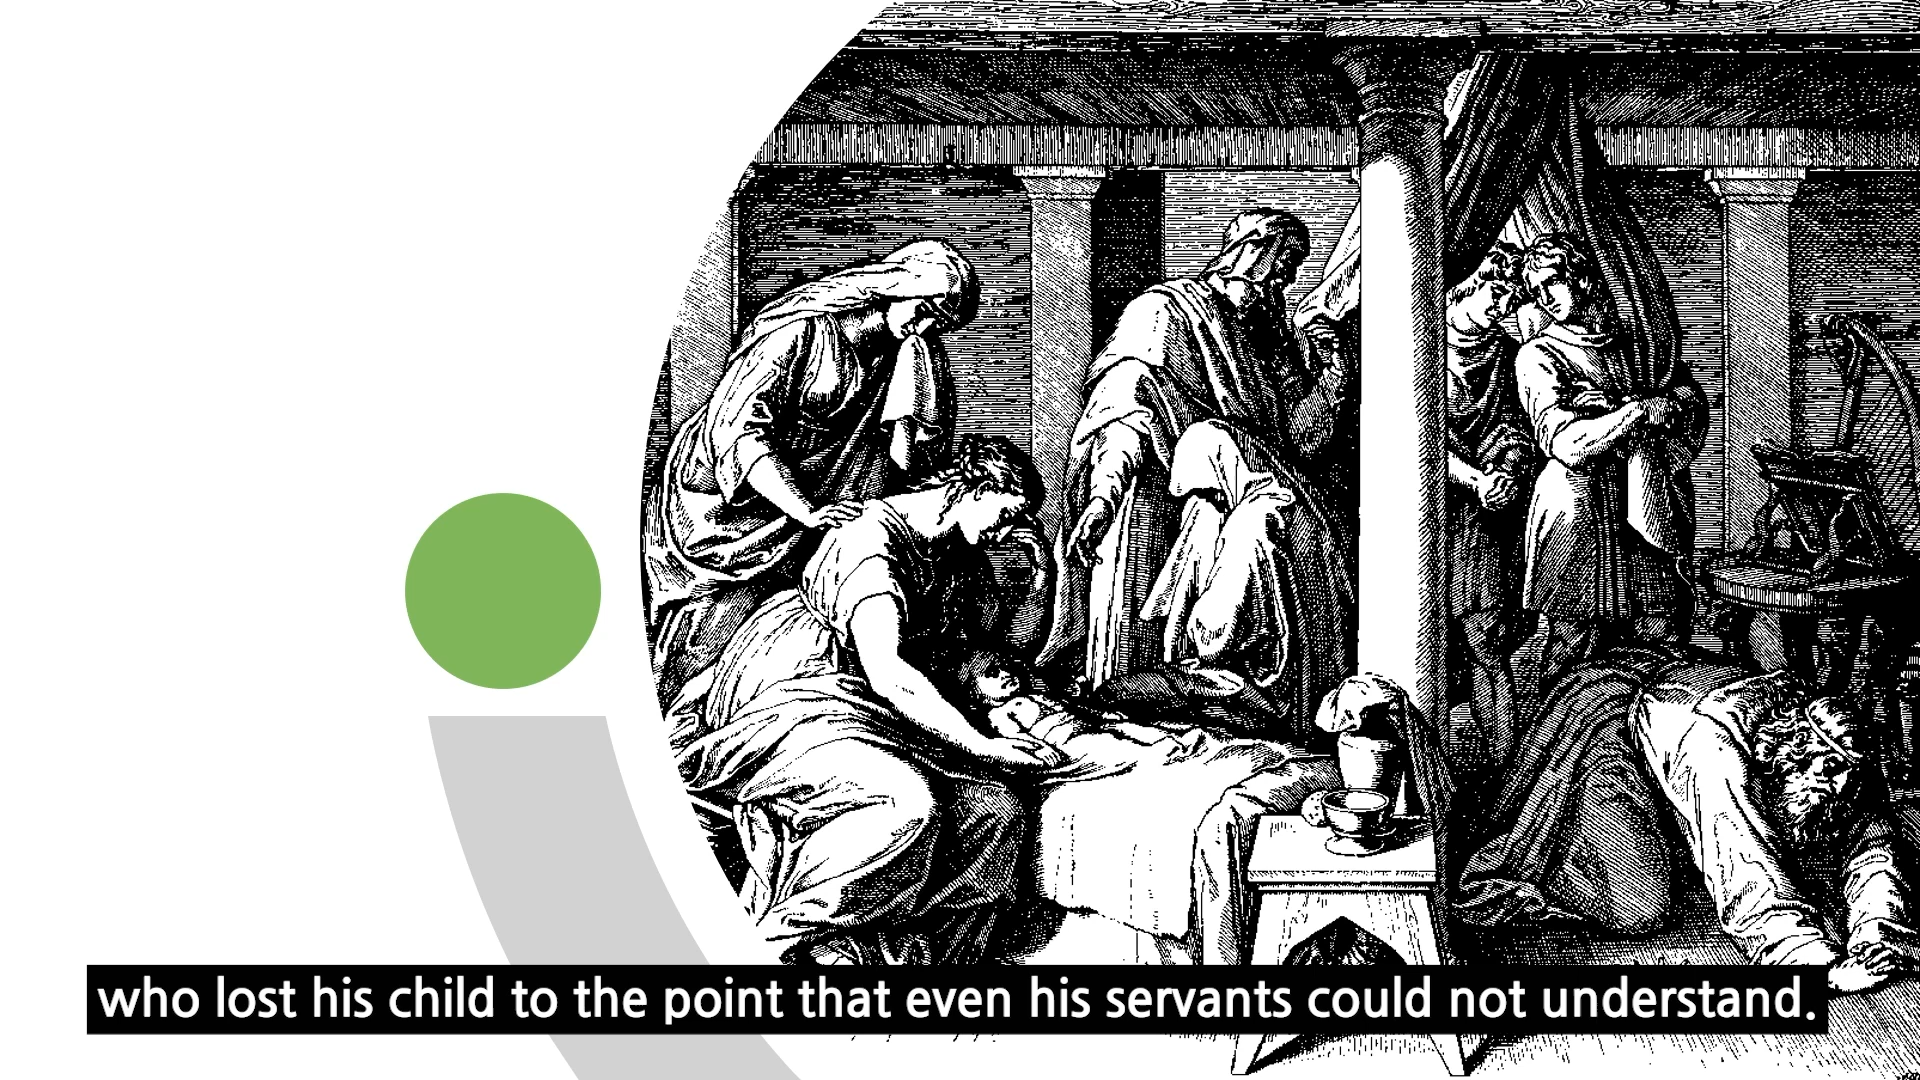 who lost his child to the point that even his servants could not understand.